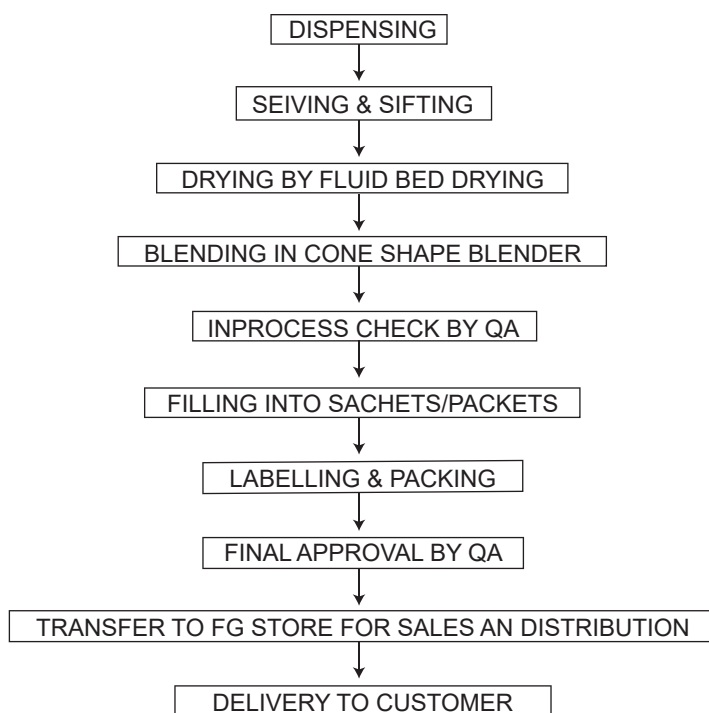 DISPENSING
SEIVING & SIFTING
DRYING BY FLUID BED DRYING
BLENDING IN CONE SHAPE BLENDER
INPROCESS CHECK BY QA
FILLING INTO SACHETS/PACKETS
LABELLING & PACKING
FINAL APPROVAL BY QA
TRANSFER TO FG STORE FOR SALES AN DISTRIBUTION
DELIVERY TO CUSTOMER